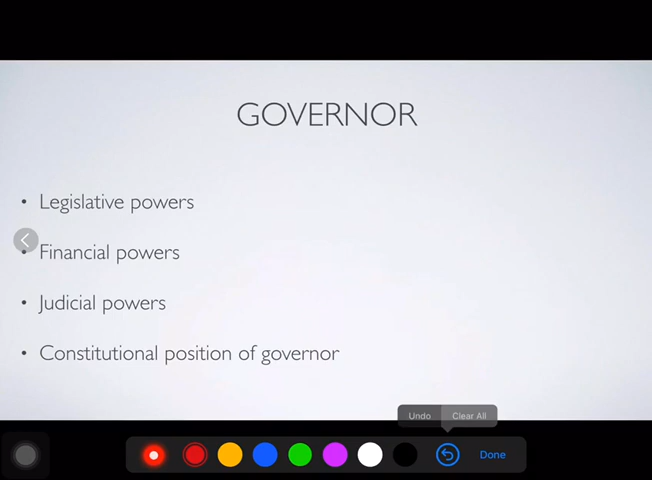 GOVERNOR
• Legislative powers
• Financial powers
• Judicial powers
• Constitutional position of governor
Undo Clear All
Done